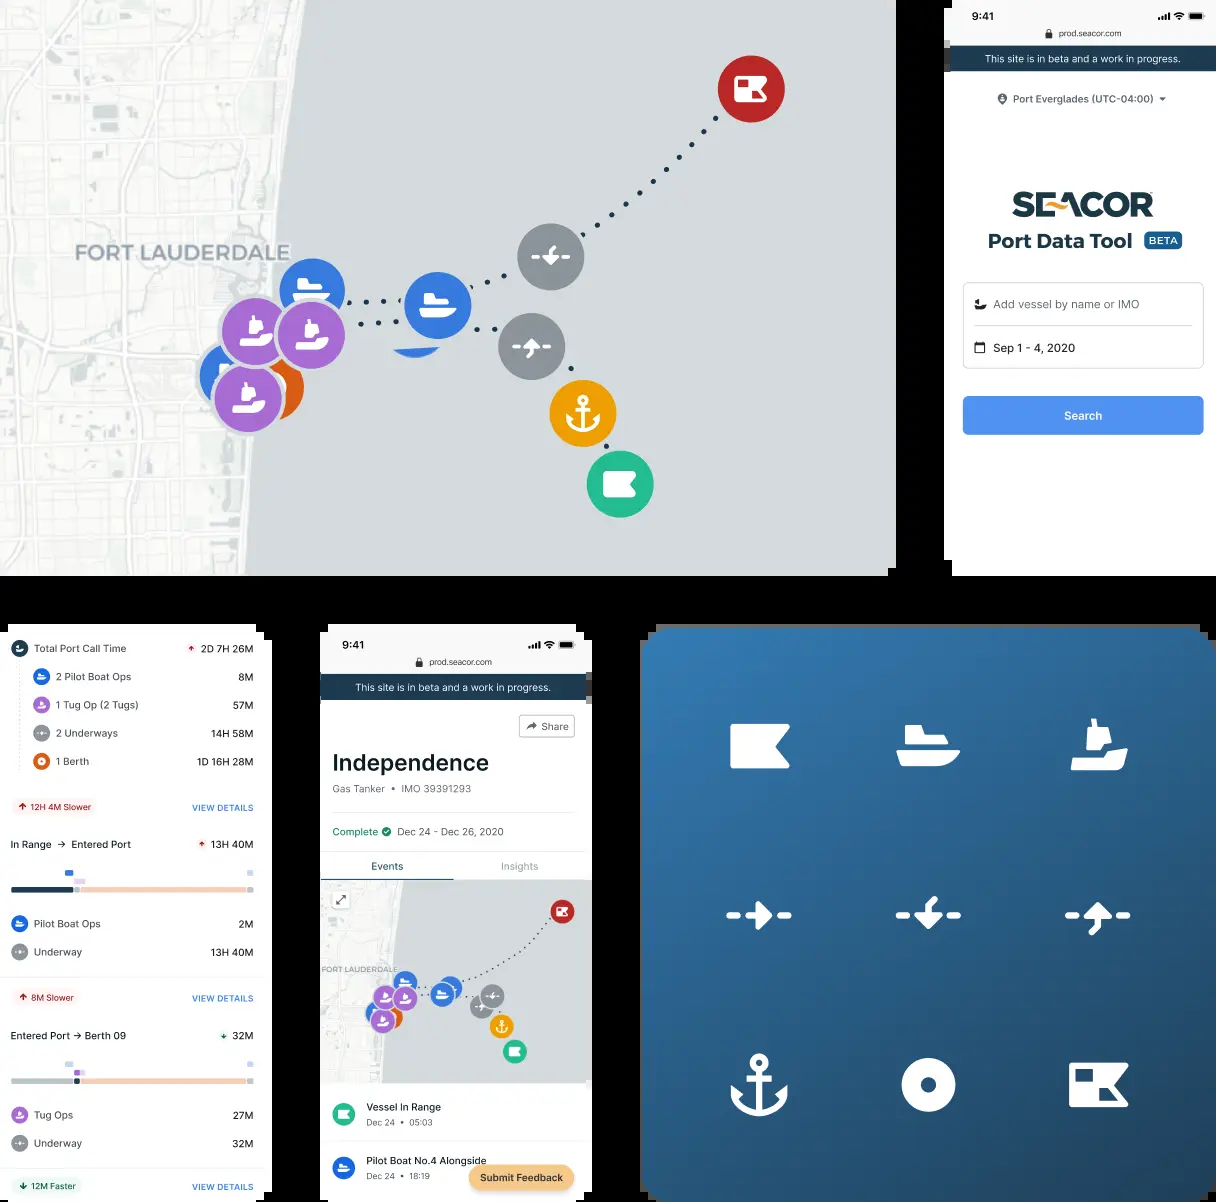 FORT LAUDERDALE
9:41
prod.seacor.com
This site is in beta and a work in progress.
Port Everglades (UTC-04:00)
SEACOR
Port Data Tool BETA
Add vessel by name or IMO
Sep 1 - 4, 2020
Search
Total Port Call Time 2D 7H 26M
2 Pilot Boat Ops 8M
1 Tug Op (2 Tugs) 57M
2 Underways 14H 58M
1 Berth 1D 16H 28M
12H 4M Slower VIEW DETAILS
In Range → Entered Port 13H 40M
Pilot Boat Ops 2M
Underway 13H 40M
8M Slower VIEW DETAILS
Entered Port → Berth 09 32M
Tug Ops 27M
Underway 32M
12M Faster VIEW DETAILS
9:41
prod.seacor.com
This site is in beta and a work in progress.
Share
Independence
Gas Tanker • IMO 39391293
Complete Dec 24 - Dec 26, 2020
Events Insights
FORT LAUDERDALE
Vessel In Range
Dec 24 • 05:03
Pilot Boat No.4 Alongside
Dec 24 • 18:19
Submit Feedback